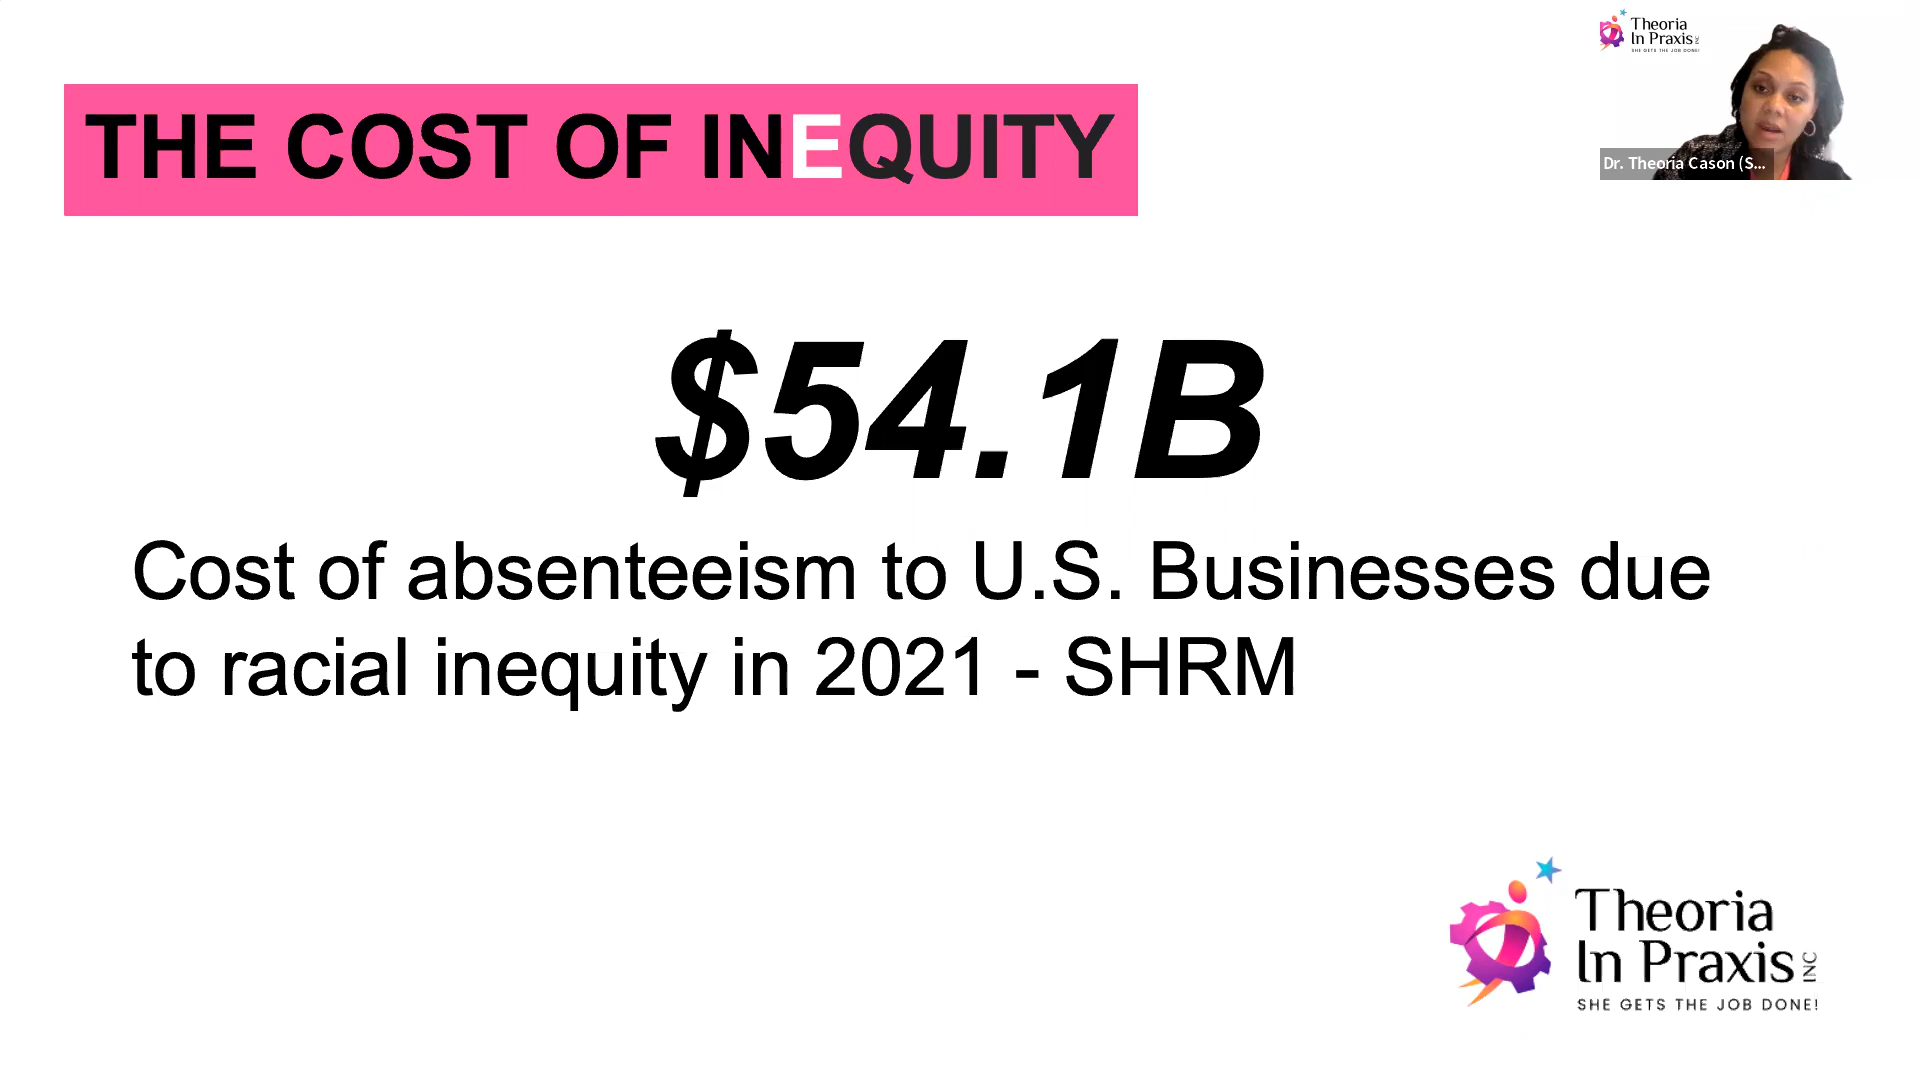 Theoria
In Praxis INC
SHE GETS THE JOB DONE!
Dr. Theoria Cason (S...
THE COST OF INEQUITY
$54.1B
Cost of absenteeism to U.S. Businesses due
to racial inequity in 2021 - SHRM
Theoria
In Praxis INC
SHE GETS THE JOB DONE!